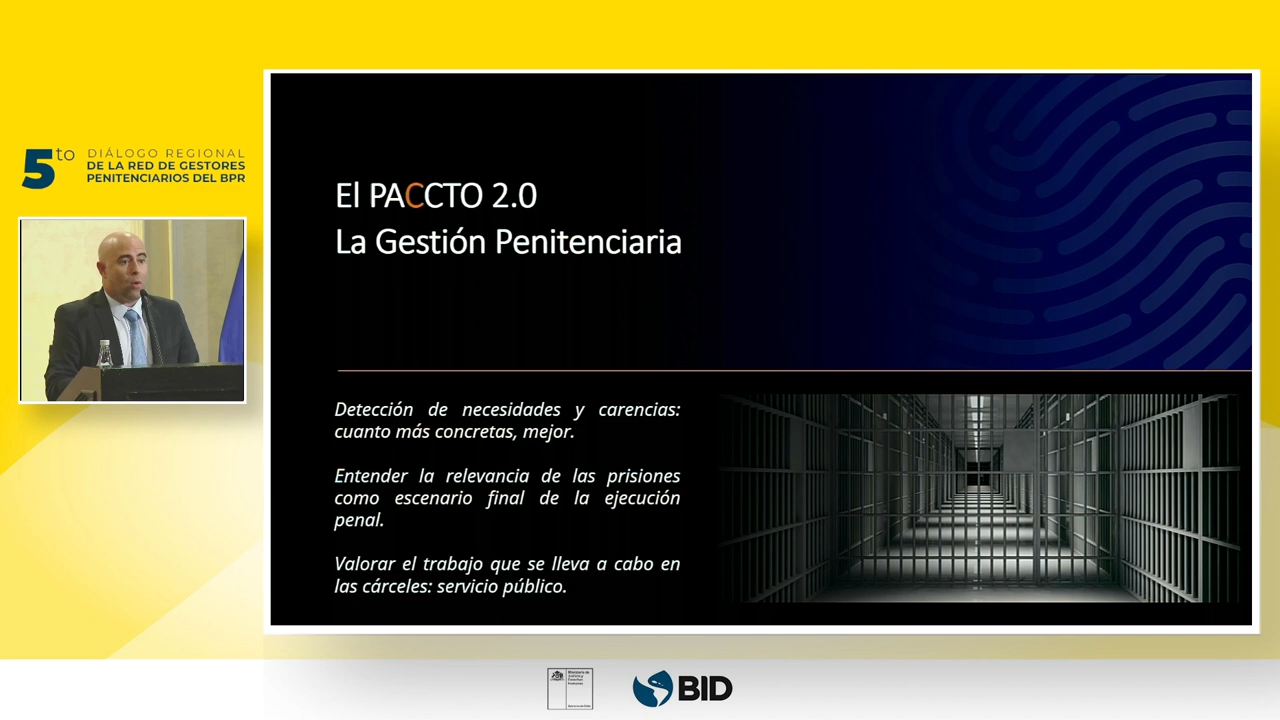 5to
DIÁLOGO REGIONAL
DE LA RED DE GESTORES
PENITENCIARIOS DEL BPR
El PACCTO 2.0
La Gestión Penitenciaria
Detección de necesidades y carencias:
cuanto más concretas, mejor.
Entender la relevancia de las prisiones
como escenario final de la ejecución
penal.
Valorar el trabajo que se lleva a cabo en
las cárceles: servicio público.
BID